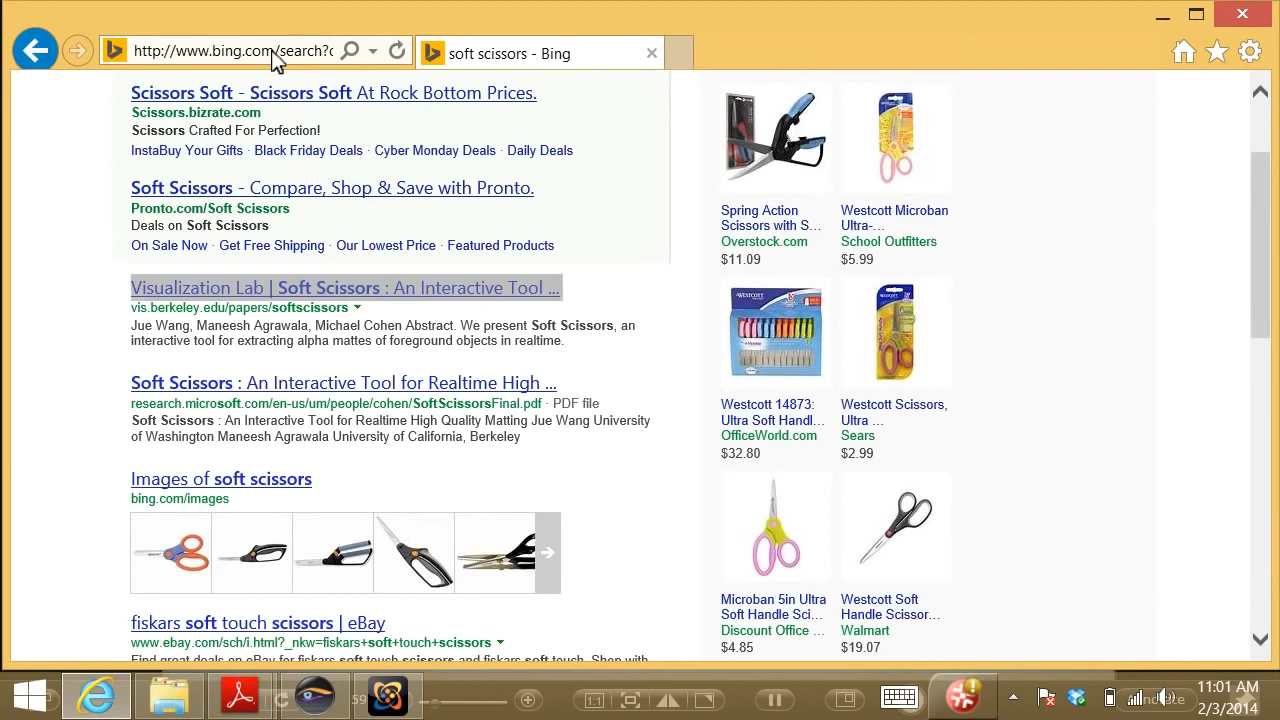 http://www.bing.com/search?c
soft scissors - Bing
Scissors Soft - Scissors Soft At Rock Bottom Prices.
Scissors.bizrate.com
Scissors Crafted For Perfection!
InstaBuy Your Gifts · Black Friday Deals · Cyber Monday Deals · Daily Deals
Soft Scissors - Compare, Shop & Save with Pronto.
Pronto.com/Soft Scissors
Deals on Soft Scissors
On Sale Now · Get Free Shipping · Our Lowest Price · Featured Products
Visualization Lab | Soft Scissors : An Interactive Tool ...
vis.berkeley.edu/papers/softscissors
Jue Wang, Maneesh Agrawala, Michael Cohen Abstract. We present Soft Scissors, an
interactive tool for extracting alpha mattes of foreground objects in realtime.
Soft Scissors : An Interactive Tool for Realtime High ...
research.microsoft.com/en-us/um/people/cohen/SoftScissorsFinal.pdf · PDF file
Soft Scissors : An Interactive Tool for Realtime High Quality Matting Jue Wang University
of Washington Maneesh Agrawala University of California, Berkeley
Images of soft scissors
bing.com/images
fiskars soft touch scissors | eBay
www.ebay.com/sch/i.html?_nkw=fiskars+soft+touch+scissors
Find great deals on eBay for fiskars soft touch scissors and fiskars soft touch. Shop with
Spring Action
Scissors with S...
Overstock.com
$11.09
Westcott Microban
Ultra-...
School Outfitters
$5.99
WESTCOTT
Westcott 14873:
Ultra Soft Handl...
OfficeWorld.com
$32.80
Westcott Scissors,
Ultra ...
Sears
$2.99
Microban 5in Ultra
Soft Handle Sci...
Discount Office ...
$4.85
Westcott Soft
Handle Scissor...
Walmart
$19.07
59
1:1
11:01 AM
2/3/2014